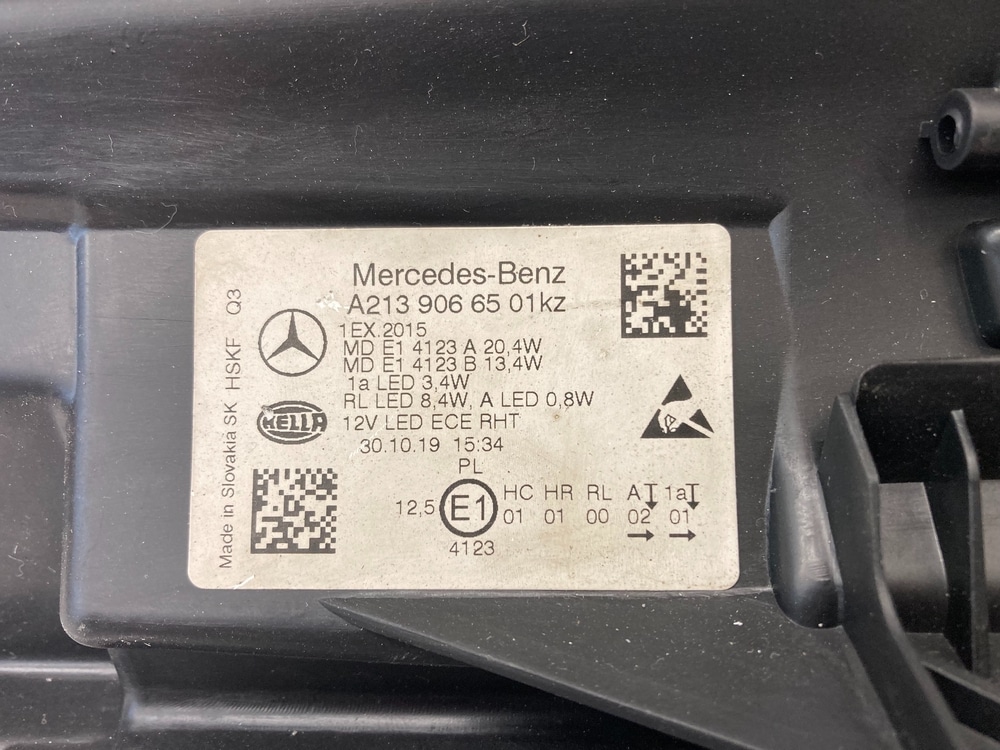 Mercedes-Benz
A213 906 65 01kz
1EX.2015
MD E1 4123 A 20,4W
MD E1 4123 B 13,4W
1a LED 3,4W
RL LED 8,4W, A LED 0,8W
12V LED ECE RHT
30.10.19 15:34
PL
12,5 E1 HC HR RL A 1a
01 01 00 02 01
4123
HELLA
Made in Slovakia SK HSKF Q3